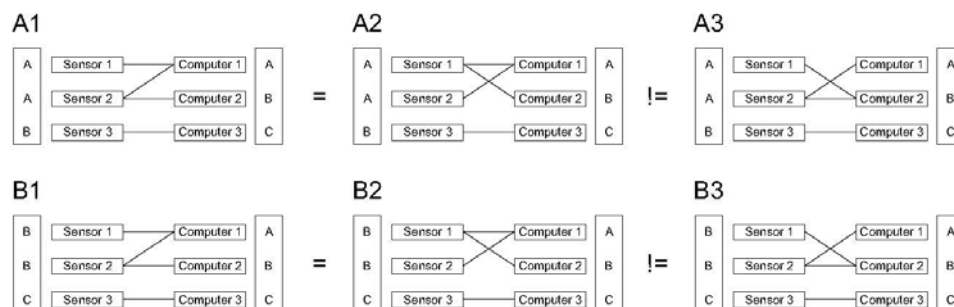 A1 A2 A3
A Sensor 1 Computer 1 A A Sensor 1 Computer 1 A A Sensor 1 Computer 1 A
A Sensor 2 Computer 2 B = A Sensor 2 Computer 2 B != A Sensor 2 Computer 2 B
B Sensor 3 Computer 3 C B Sensor 3 Computer 3 C B Sensor 3 Computer 3 C
B1 B2 B3
B Sensor 1 Computer 1 A B Sensor 1 Computer 1 A B Sensor 1 Computer 1 A
B Sensor 2 Computer 2 B = B Sensor 2 Computer 2 B != B Sensor 2 Computer 2 B
C Sensor 3 Computer 3 C C Sensor 3 Computer 3 C C Sensor 3 Computer 3 C